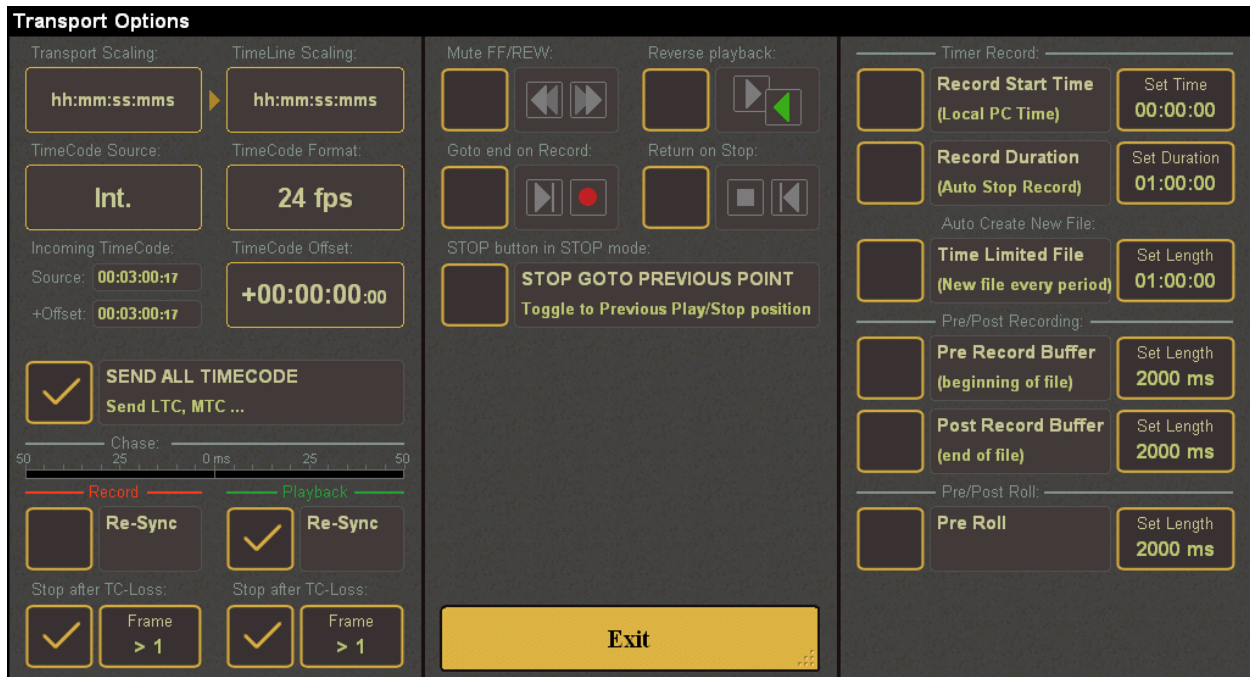 Transport Options
Transport Scaling:
TimeLine Scaling:
hh:mm:ss:mms
hh:mm:ss:mms
TimeCode Source:
TimeCode Format:
Int.
24 fps
Incoming TimeCode:
TimeCode Offset:
Source: 00:03:00:17
+00:00:00:00
+Offset: 00:03:00:17
SEND ALL TIMECODE
Send LTC, MTC ...
Chase:
50 25 0 ms 25 50
Record
Playback
Re-Sync
Re-Sync
Stop after TC-Loss:
Stop after TC-Loss:
Frame
> 1
Frame
> 1
Mute FF/REW:
Reverse playback:
Goto end on Record:
Return on Stop:
STOP button in STOP mode:
STOP GOTO PREVIOUS POINT
Toggle to Previous Play/Stop position
Exit
Timer Record:
Record Start Time
(Local PC Time)
Set Time
00:00:00
Record Duration
(Auto Stop Record)
Set Duration
01:00:00
Auto Create New File:
Time Limited File
(New file every period)
Set Length
01:00:00
Pre/Post Recording:
Pre Record Buffer
(beginning of file)
Set Length
2000 ms
Post Record Buffer
(end of file)
Set Length
2000 ms
Pre/Post Roll:
Pre Roll
Set Length
2000 ms